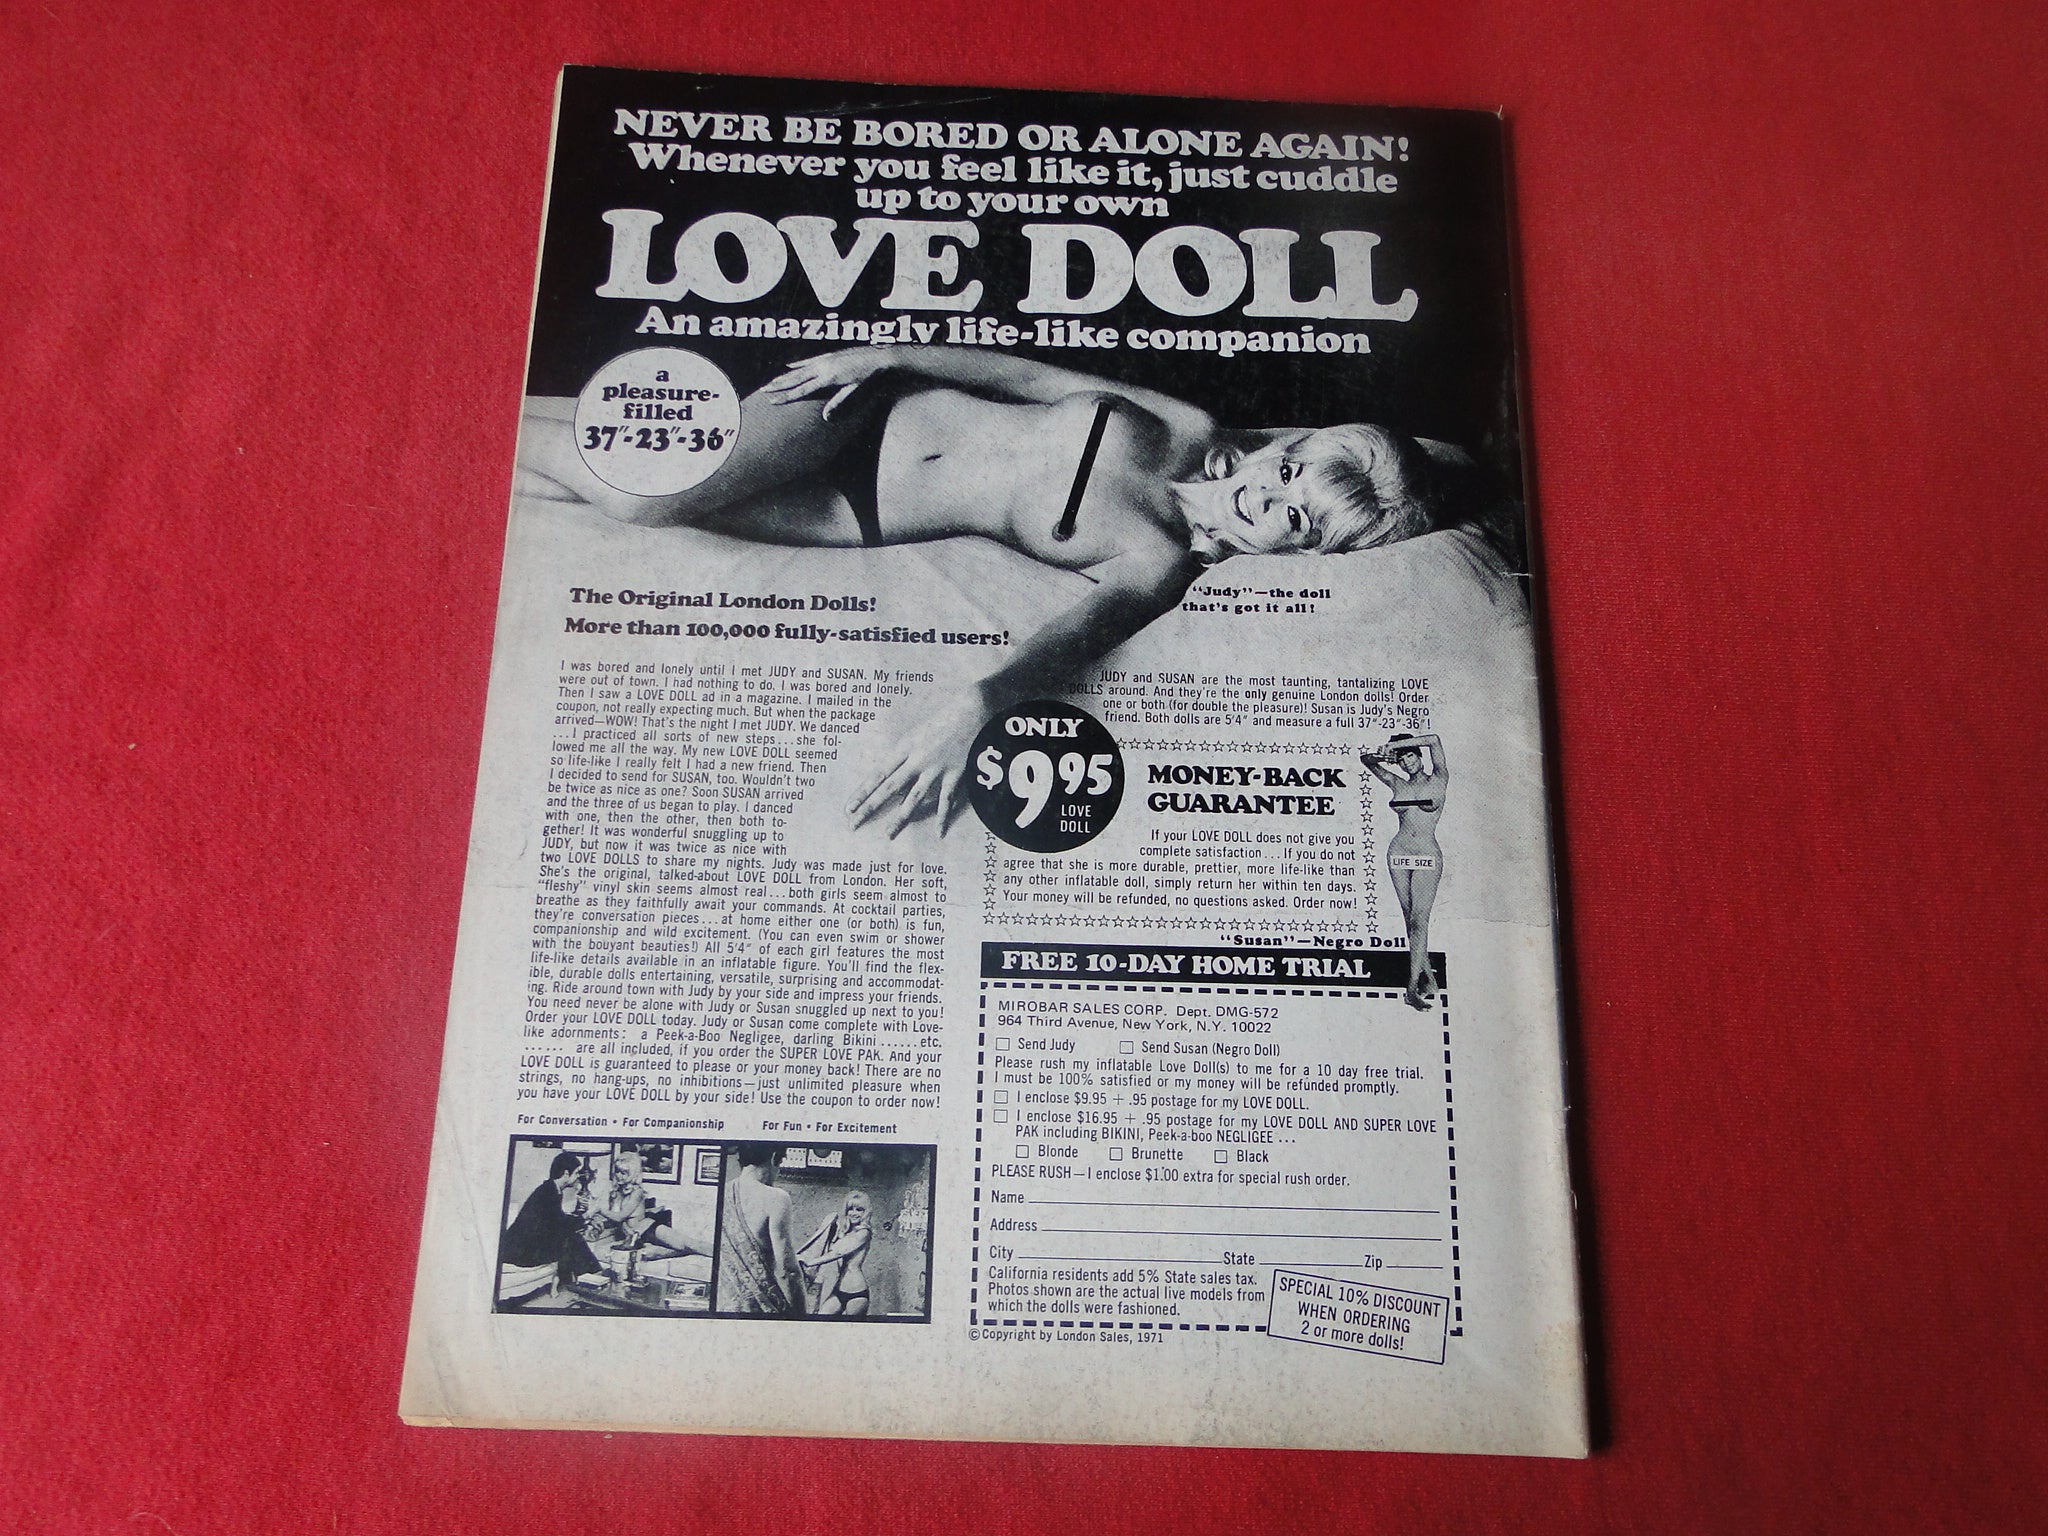 NEVER BE BORED OR ALONE AGAIN!
Whenever you feel like it, just cuddle
up to your own
LOVE DOLL
An amazingly life-like companion
a
pleasure-
filled
37"-23"-36"
"Judy"—the doll
that's got it all!
The Original London Dolls!
More than 100,000 fully-satisfied users!
I was bored and lonely until I met JUDY and SUSAN. My friends
were out of town. I had nothing to do. I was bored and lonely.
Then I saw a LOVE DOLL ad in a magazine. I mailed in the
coupon, not really expecting much. But when the package
arrived—WOW! That's the night I met JUDY. We danced
...I practiced all sorts of new steps...she fol-
lowed me all the way. My new LOVE DOLL seemed
so life-like I really felt I had a new friend. Then
I decided to send for SUSAN, too. Wouldn't two
be twice as nice as one? Soon SUSAN arrived
and the three of us began to play. I danced
with one, then the other, then both to-
gether! It was wonderful snuggling up to
JUDY, but now it was twice as nice with
two LOVE DOLLS to share my nights. Judy was made just for love.
She's the original, talked-about LOVE DOLL from London. Her soft,
"fleshy" vinyl skin seems almost real...both girls seem almost to
breathe as they faithfully await your commands. At cocktail parties,
they're conversation pieces...at home either one (or both) is fun,
companionship and wild excitement. (You can even swim or shower
with the bouyant beauties!) All 5'4" of each girl features the most
life-like details available in an inflatable figure. You'll find the flex-
ible, durable dolls entertaining, versatile, surprising and accommodat-
ing. Ride around town with Judy by your side and impress your friends.
You need never be alone with Judy or Susan snuggled up next to you!
Order your LOVE DOLL today. Judy or Susan come complete with Love-
like adornments: a Peek-a-Boo Negligee, darling Bikini ......etc.
...... are all included, if you order the SUPER LOVE PAK. And your
LOVE DOLL is guaranteed to please or your money back! There are no
strings, no hang-ups, no inhibitions—just unlimited pleasure when
you have your LOVE DOLL by your side! Use the coupon to order now!
For Conversation • For Companionship
For Fun • For Excitement
JUDY and SUSAN are the most taunting, tantalizing LOVE
DOLLS around. And they're the only genuine London dolls! Order
one or both (for double the pleasure)! Susan is Judy's Negro
friend. Both dolls are 5'4" and measure a full 37"-23"-36"!
ONLY
$9.95
LOVE
DOLL
MONEY-BACK
GUARANTEE
If your LOVE DOLL does not give you
complete satisfaction...If you do not
agree that she is more durable, prettier, more life-like than
any other inflatable doll, simply return her within ten days.
Your money will be refunded, no questions asked. Order now!
LIFE SIZE
"Susan"—Negro Doll
FREE 10-DAY HOME TRIAL
MIROBAR SALES CORP. Dept. DMG-572
964 Third Avenue, New York, N.Y. 10022
☐ Send Judy ☐ Send Susan (Negro Doll)
Please rush my inflatable Love Doll(s) to me for a 10 day free trial.
I must be 100% satisfied or my money will be refunded promptly.
☐ I enclose $9.95 + .95 postage for my LOVE DOLL.
☐ I enclose $16.95 + .95 postage for my LOVE DOLL AND SUPER LOVE
PAK including BIKINI, Peek-a-boo NEGLIGEE ...
☐ Blonde ☐ Brunette ☐ Black
PLEASE RUSH—I enclose $1.00 extra for special rush order.
Name
Address
City State Zip
California residents add 5% State sales tax.
Photos shown are the actual live models from
which the dolls were fashioned.
SPECIAL 10% DISCOUNT
WHEN ORDERING
2 or more dolls!
©Copyright by London Sales, 1971